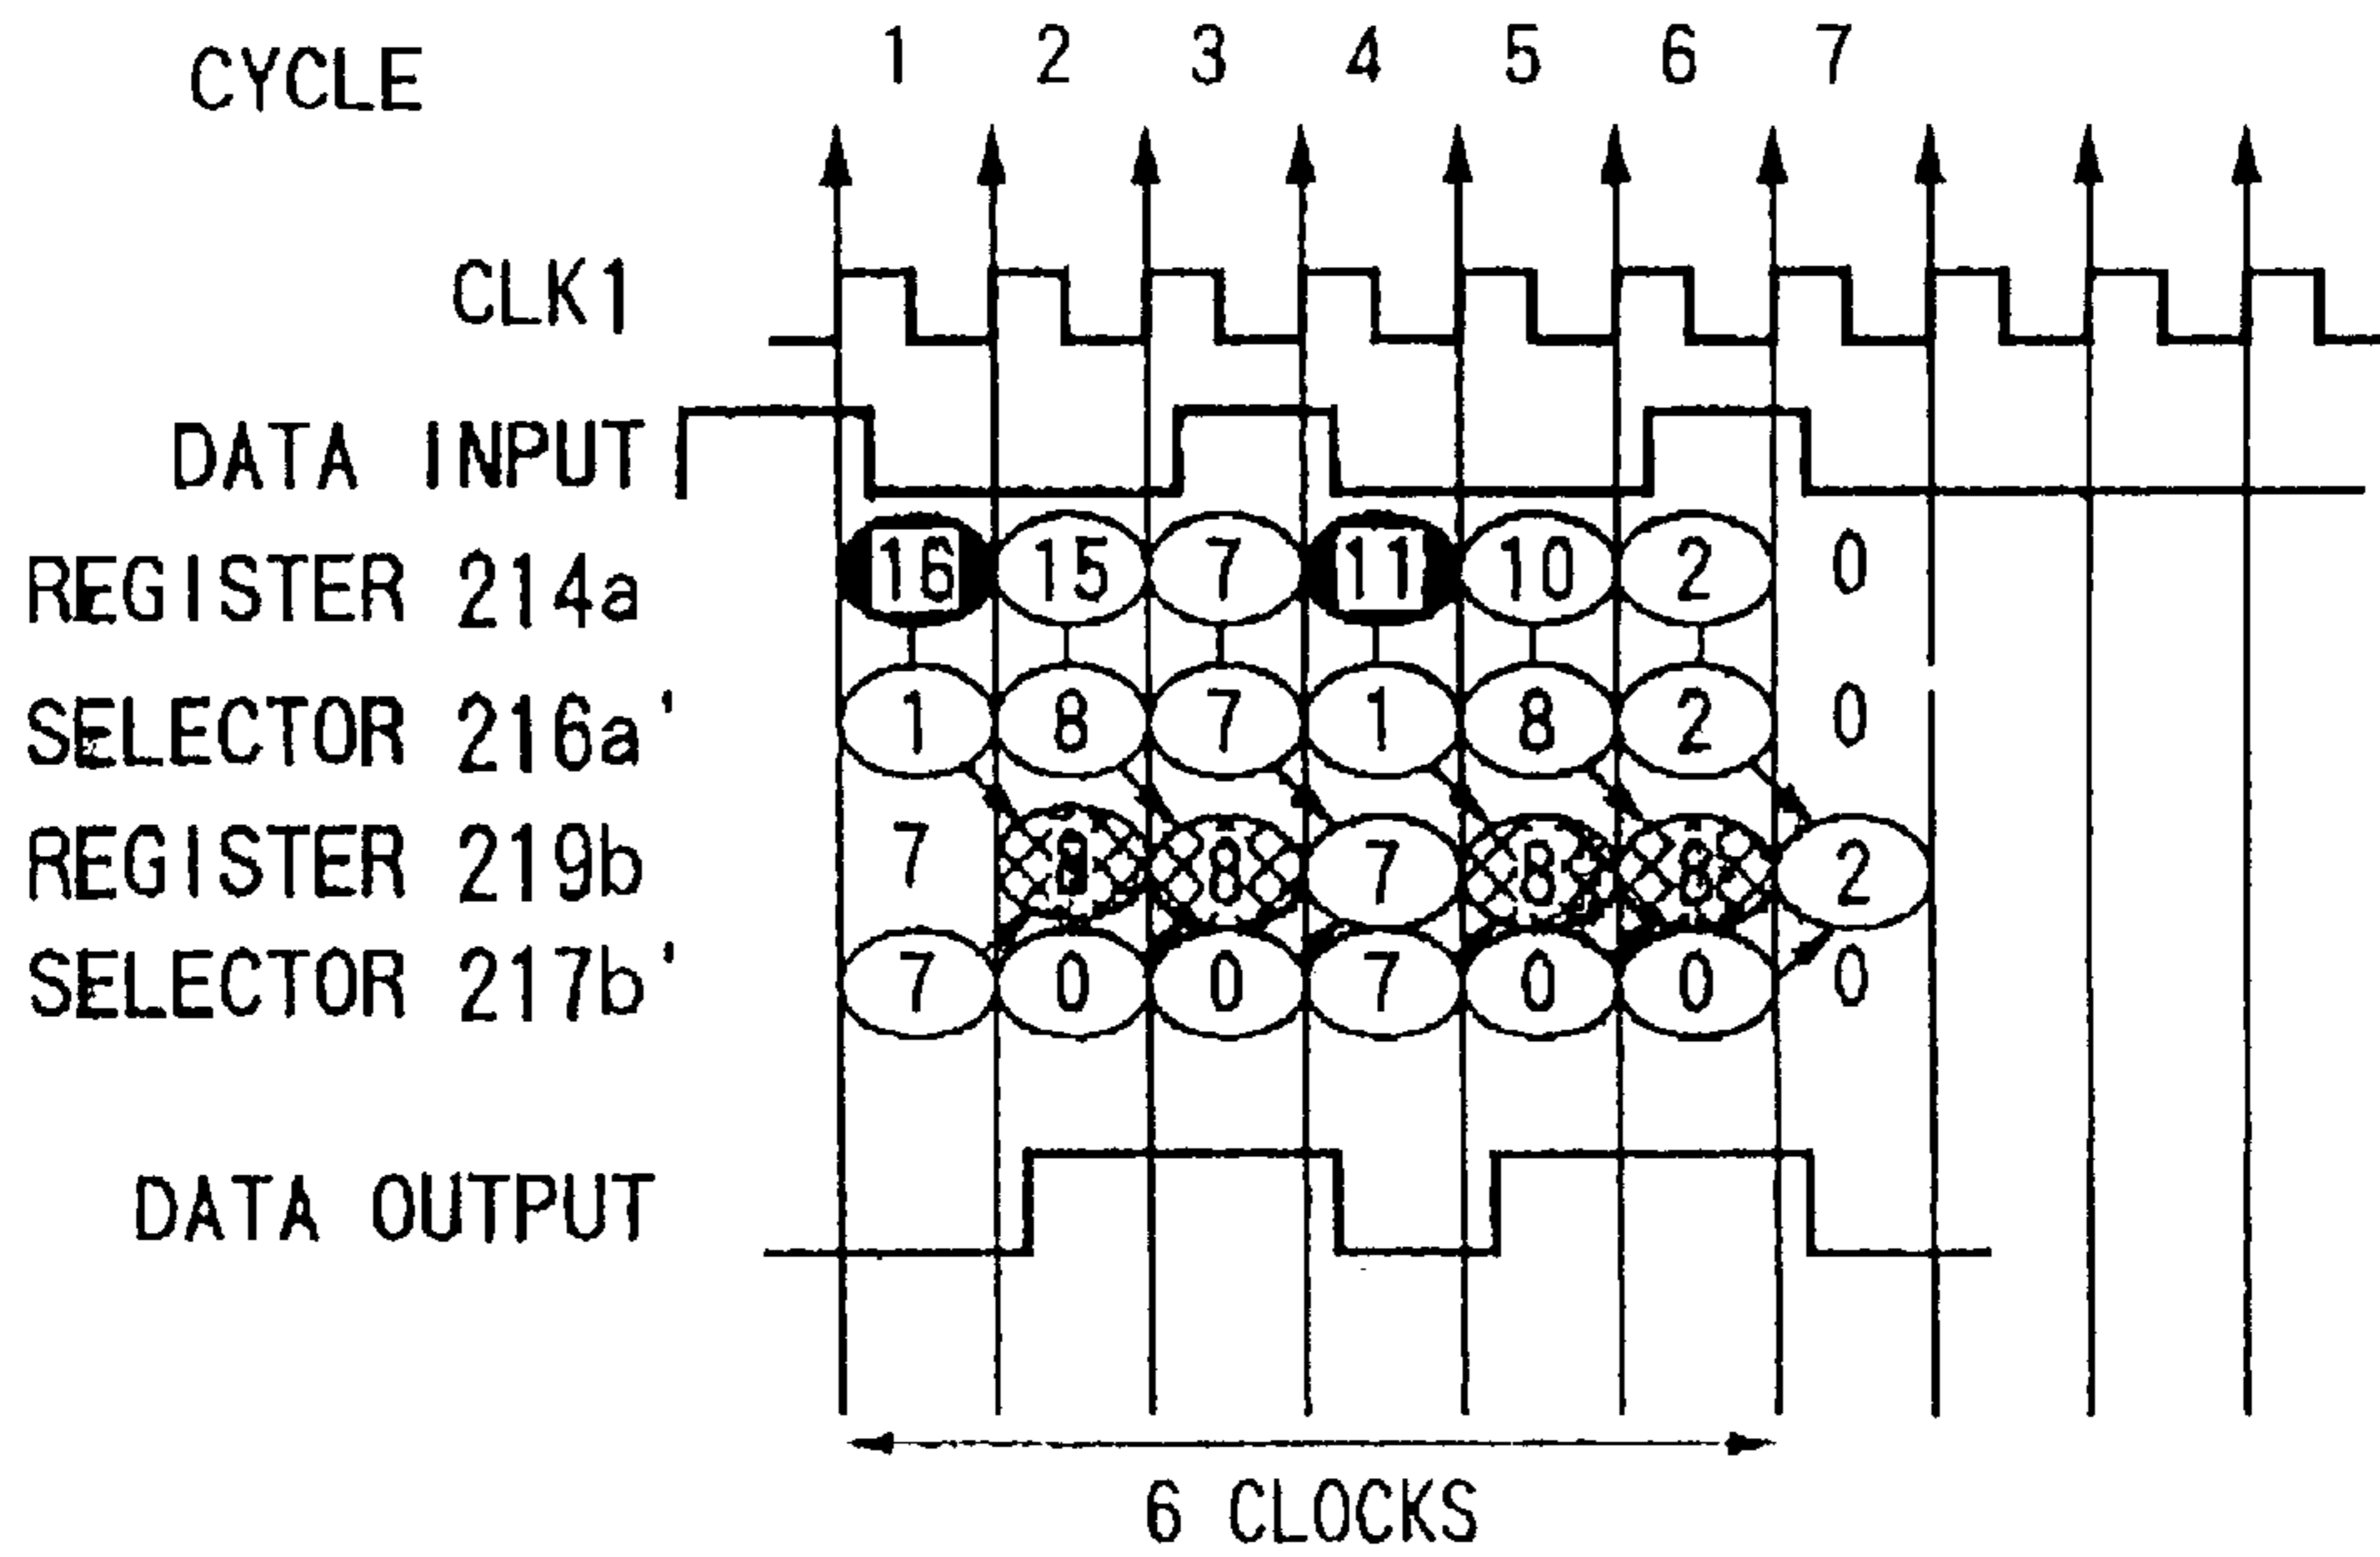 CYCLE 1 2 3 4 5 6 7
CLK1
DATA INPUT
REGISTER 214a 16 15 7 11 10 2 0
SELECTOR 216a' 1 8 7 1 8 2 0
REGISTER 219b 7 8 8 7 8 8 2
SELECTOR 217b' 7 0 0 7 0 0 0
DATA OUTPUT
6 CLOCKS